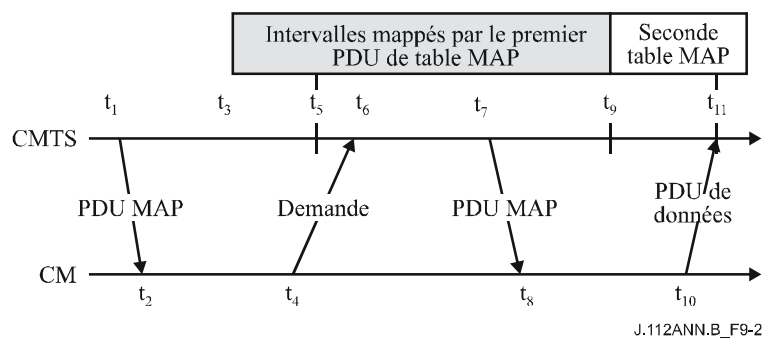 Intervalles mappés par le premier
PDU de table MAP
Seconde
table MAP
t1 t3 t5 t6 t7 t9 t11
CMTS
PDU MAP Demande PDU MAP PDU de
données
CM
t2 t4 t8 t10
J.112ANN.B_F9-2